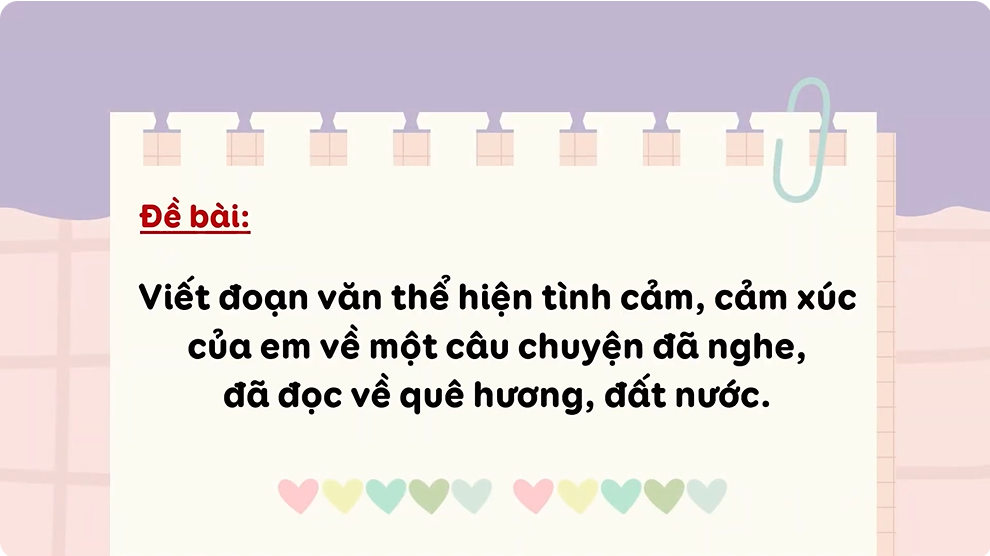 Đề bài:
Viết đoạn văn thể hiện tình cảm, cảm xúc
của em về một câu chuyện đã nghe,
đã đọc về quê hương, đất nước.